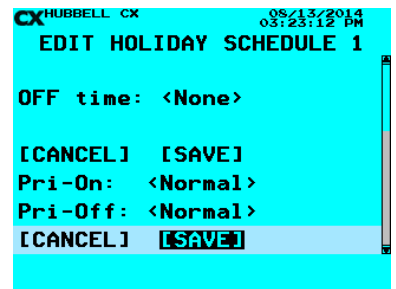 CX HUBBELL CX 08/13/2014
03:23:12 PM
EDIT HOLIDAY SCHEDULE 1
OFF time: <None>
[CANCEL] [SAVE]
Pri-On: <Normal>
Pri-Off: <Normal>
[CANCEL] [SAVE]